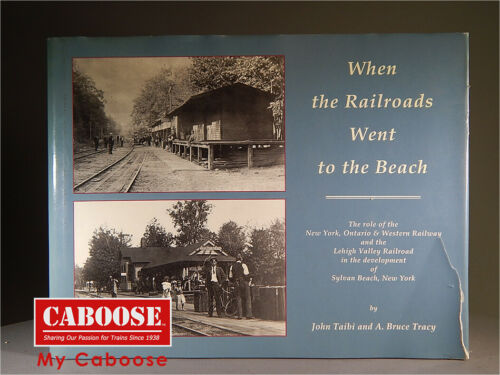 When
the Railroads
Went
to the Beach
The role of the
New York, Ontario & Western Railway
and the
Lehigh Valley Railroad
in the development
of
Sylvan Beach, New York
by
John Taibi and A. Bruce Tracy
CABOOSE
Sharing Our Passion for Trains Since 1938
My Caboose